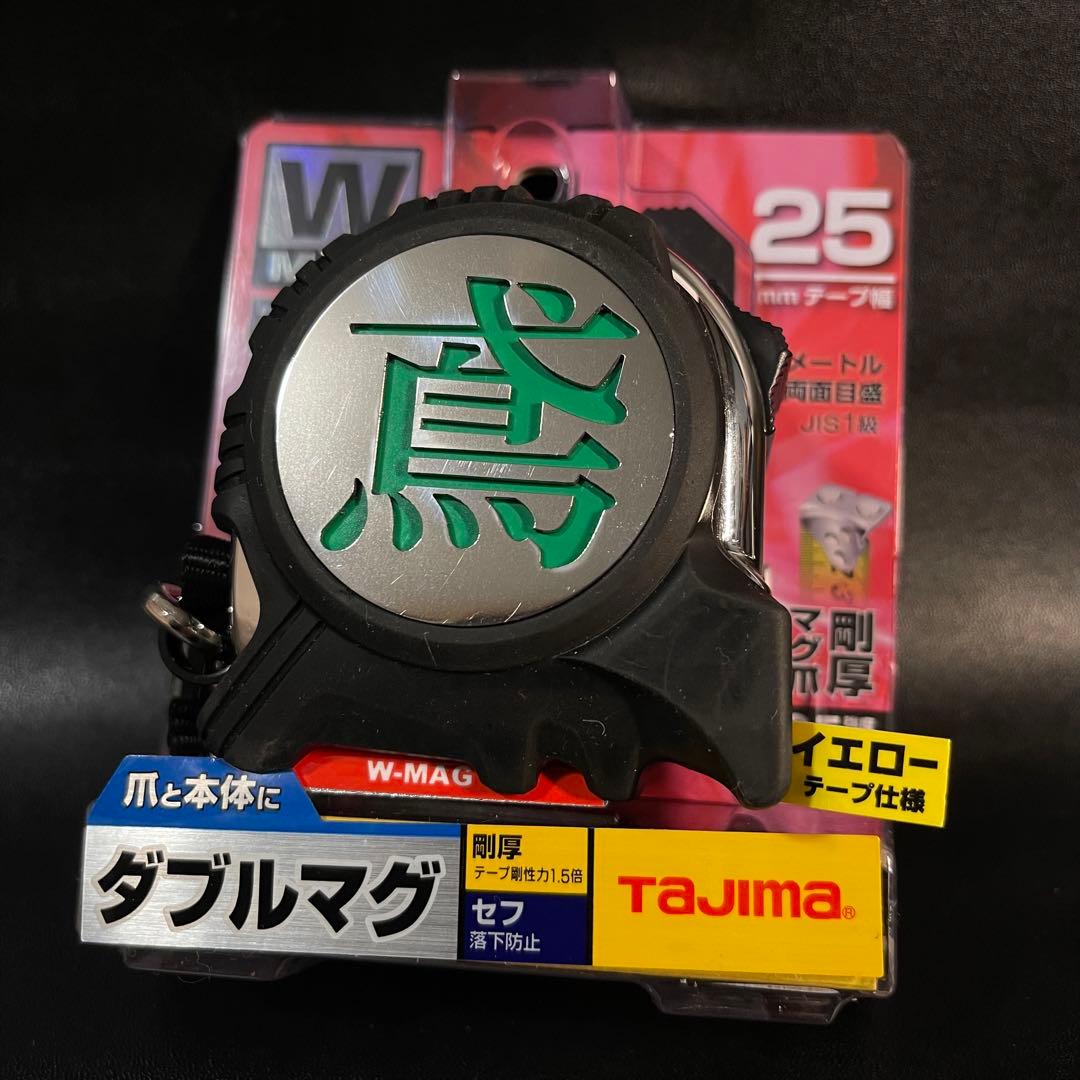 W
25
mm テープ幅
メートル
両面目盛
JIS1級
鳶
剛厚
マグ爪
イエロー
テープ仕様
W-MAG
爪と本体に
ダブルマグ
剛厚
テープ剛性力1.5倍
セフ
落下防止
TaJIma®